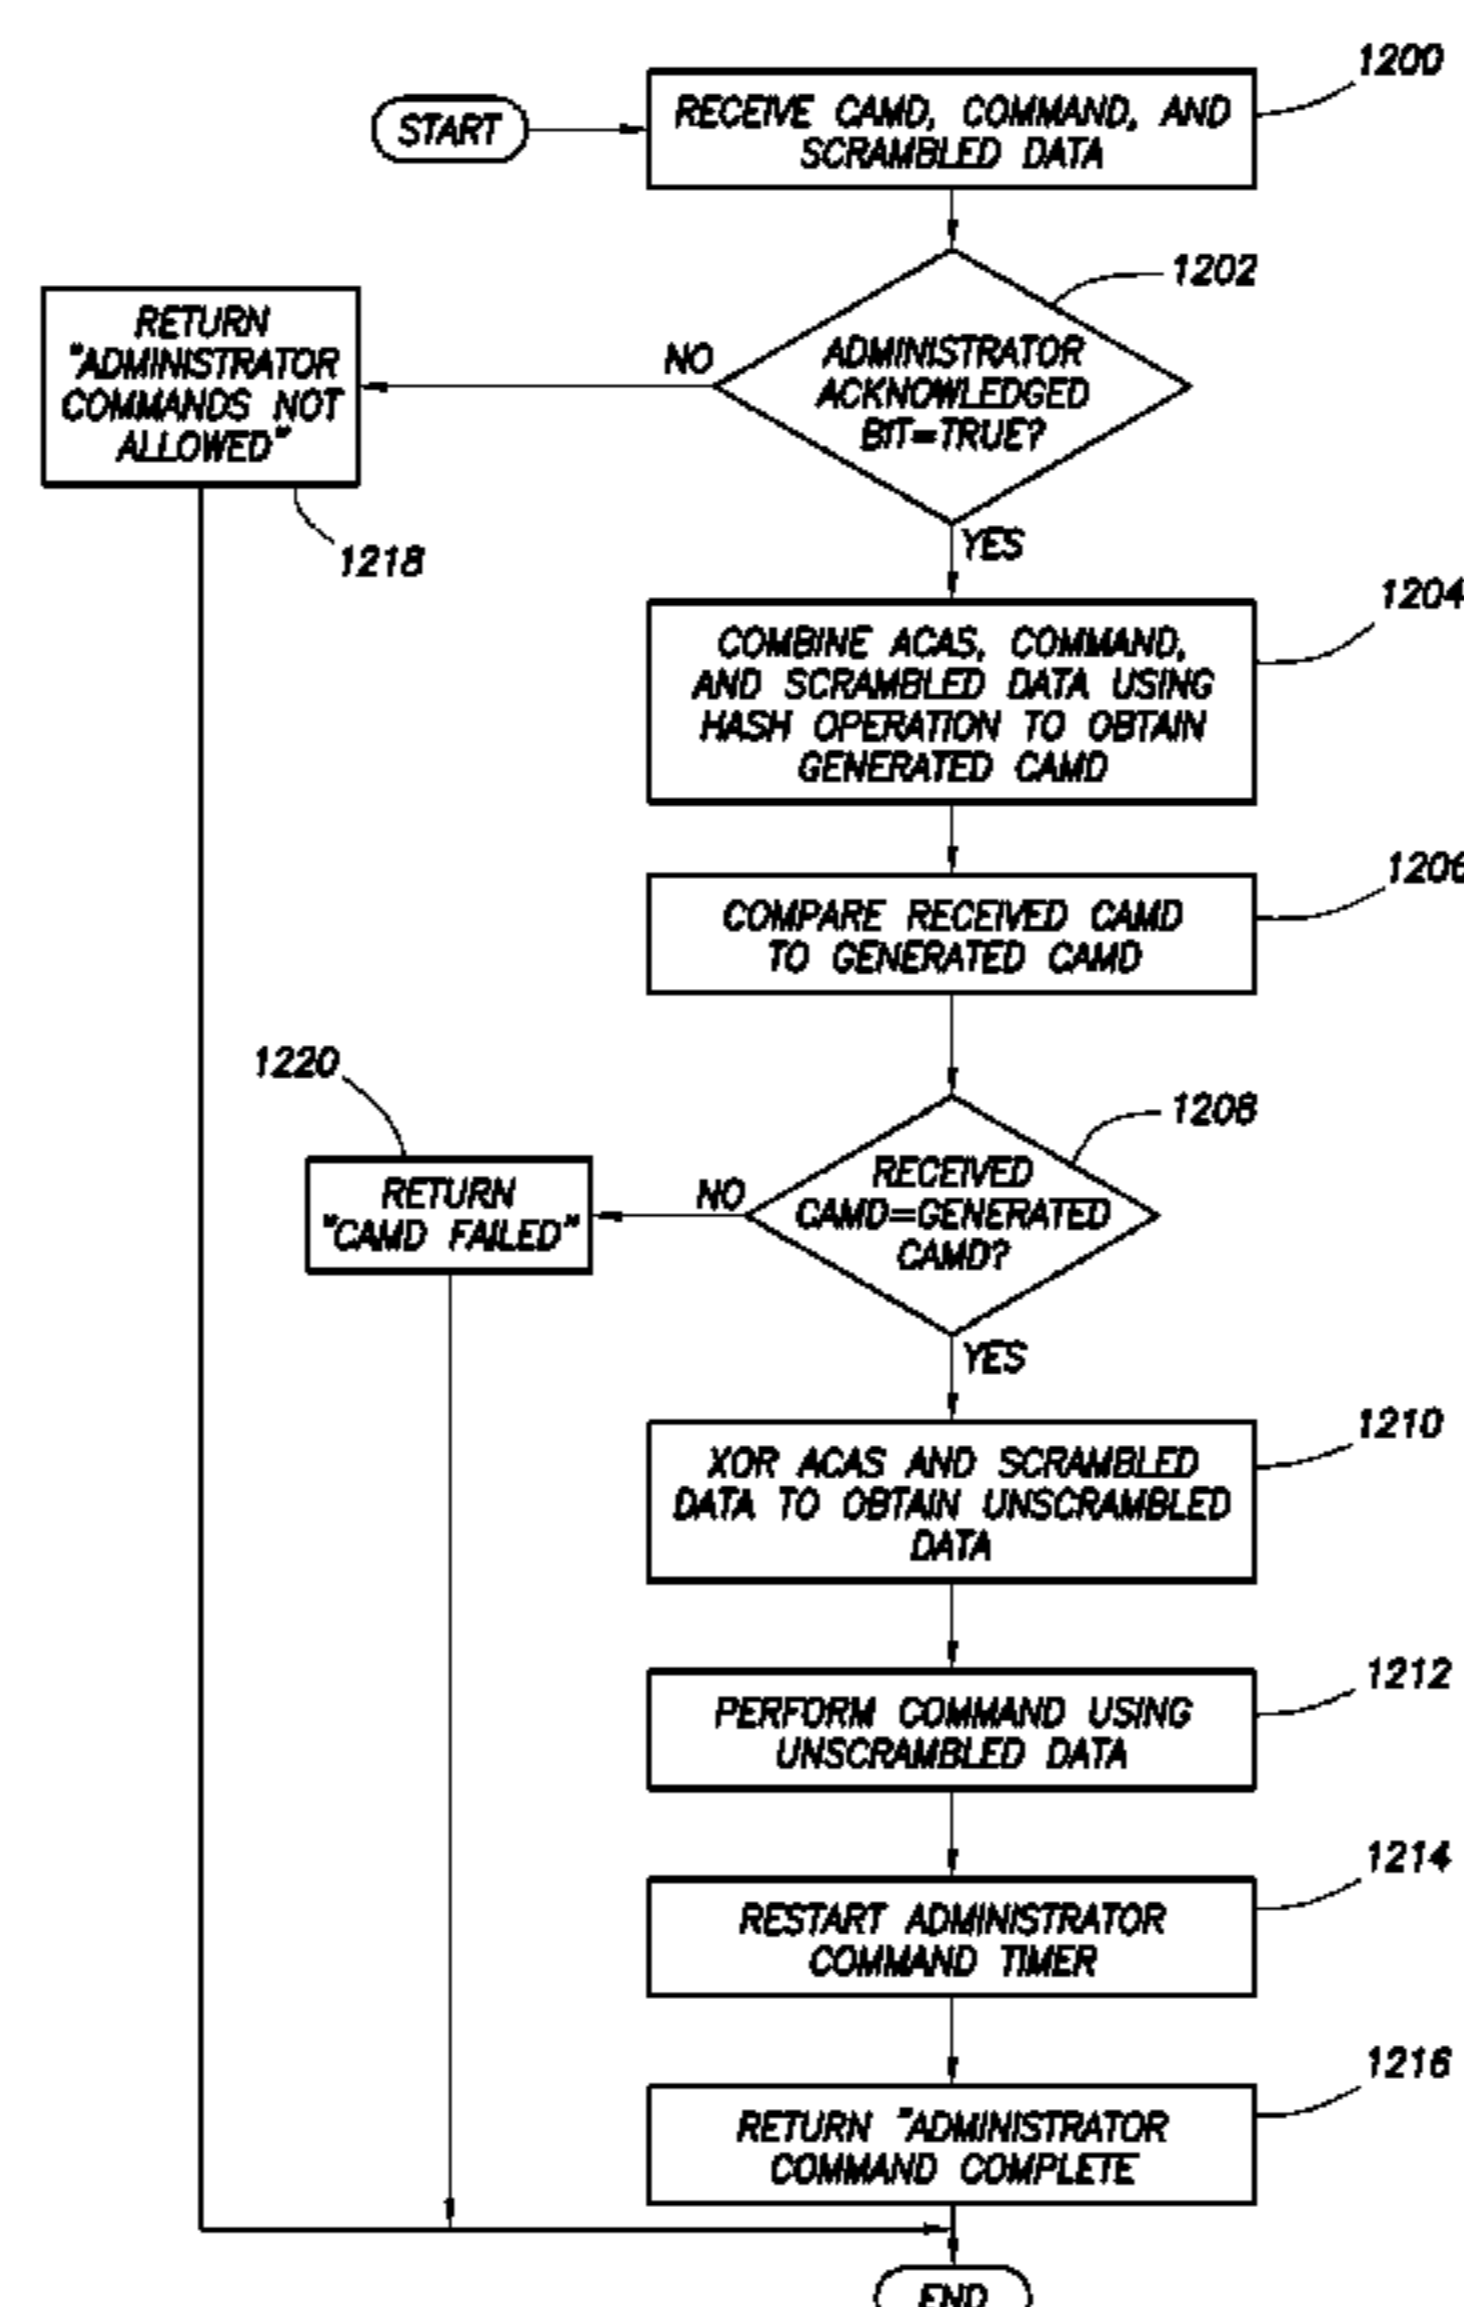 1200
START
RECEIVE CAMD, COMMAND, AND
SCRAMBLED DATA
1202
ADMINISTRATOR
ACKNOWLEDGED
BIT=TRUE?
NO
RETURN
"ADMINISTRATOR
COMMANDS NOT
ALLOWED"
1218
YES
1204
COMBINE ACAS, COMMAND,
AND SCRAMBLED DATA USING
HASH OPERATION TO OBTAIN
GENERATED CAMD
1206
COMPARE RECEIVED CAMD
TO GENERATED CAMD
1208
RECEIVED
CAMD=GENERATED
CAMD?
NO
1220
RETURN
"CAMD FAILED"
YES
1210
XOR ACAS AND SCRAMBLED
DATA TO OBTAIN UNSCRAMBLED
DATA
1212
PERFORM COMMAND USING
UNSCRAMBLED DATA
1214
RESTART ADMINISTRATOR
COMMAND TIMER
1216
RETURN "ADMINISTRATOR
COMMAND COMPLETE
END